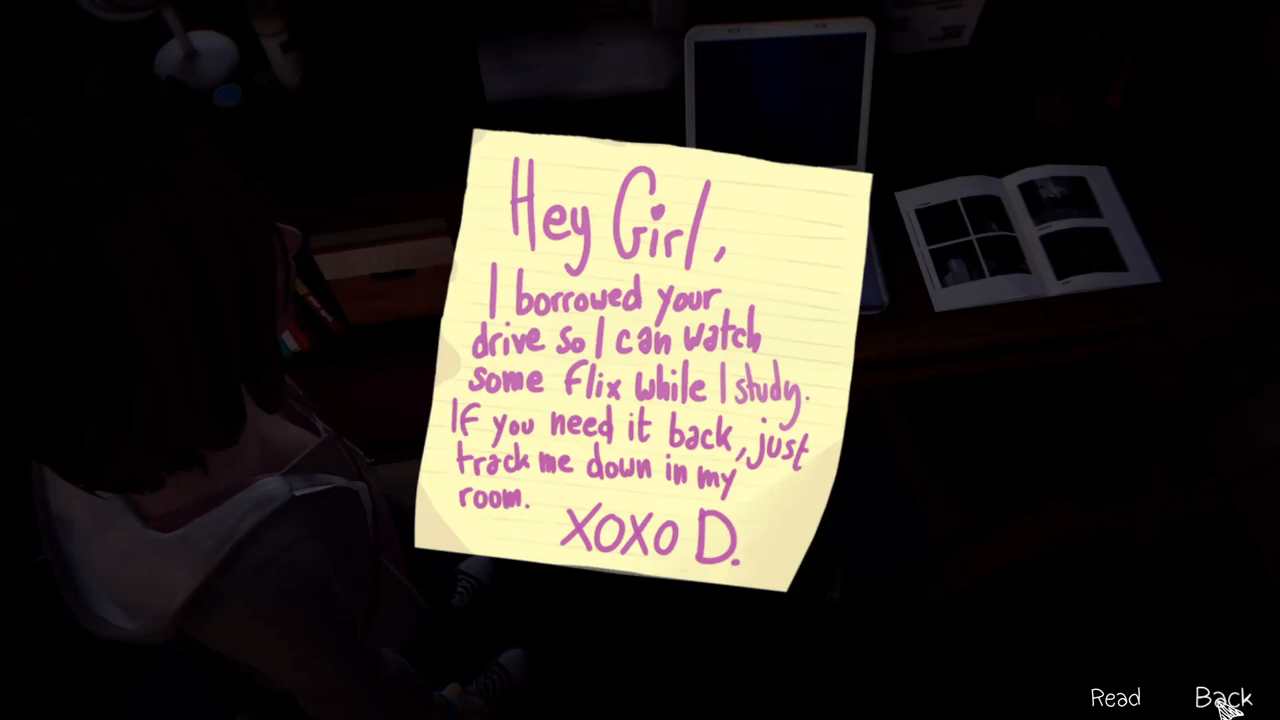 Hey Girl,
I borrowed your
drive so I can watch
some Flix while I study.
If you need it back, just
track me down in my
room.
XOXO D.
Read
Back